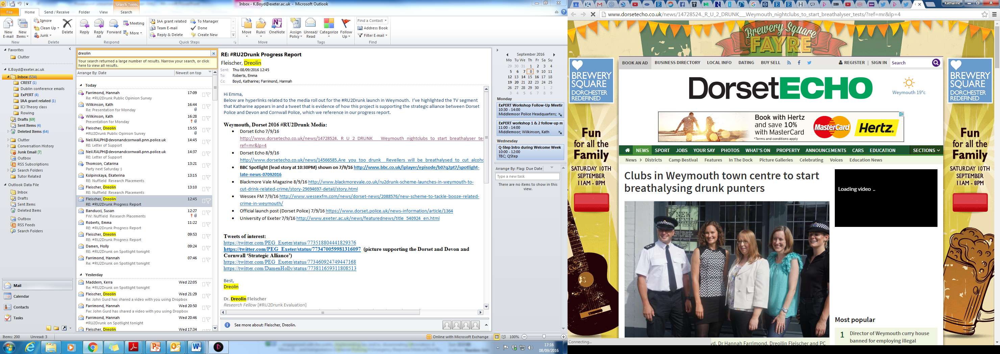 Search Tools
Inbox - K.Boyd@exeter.ac.uk - Microsoft Outlook
File Home Send / Receive Folder View Search
New E-mail
New Items
Ignore
Clean Up
Junk
Delete
Reply
Reply All
Forward
Meeting
More
IAA grant related
Team E-mail
Reply & Delete
To Manager
Done
Create New
Move
Rules
OneNote
Assign Policy
Unread/ Read
Categorize
Follow Up
Find a Contact
Address Book
Filter E-mail
New Delete Respond Quick Steps Move Tags Find
Favorites
Clutter
K.Boyd@exeter.ac.uk
Inbox (534)
CREST (1)
Dublin conference emails
ExPERT (4)
IAA grant related (1)
ICJ Theory class
Rowing
Drafts [69]
Sent Items (4)
Deleted Items (64)
Clutter
Conversation History
Junk Email [7]
Outbox
RSS Subscriptions
Search Folders
Tutor Related
Outlook Data File
Inbox
Drafts
Sent Items
Deleted Items
Outbox
RSS Feeds
Search Folders
Mail
Calendar
Contacts
Tasks
dreolin
Your search returned a large number of results. Narrow your search, or click
here to view all results.
Arrange By: Date Newest on top
Today
Farrimond, Hannah 17:09
Re: #RU2Drunk Public Opinion Survey
Wilkinson, Kath 16:44
Re: Presentation for Monday
Wilkinson, Kath 16:28
Presentation for Monday
Fleischer, Dreolin 15:55
#RU2Drunk Public Opinion Survey
Neil.RALPH@devonandcornwall.pnn.police.uk 14:45
RE: Letter of Support
Neil.RALPH@devonandcornwall.pnn.police.uk 14:37
RE: Letter of Support
Thomson, Catarina 13:21
Party next Saturday :)
Kolpinskaya, Ekaterina 13:15
RE: Nuffield Research Placements
Fleischer, Dreolin 13:10
RE: Nuffield Research Placements
Fleischer, Dreolin 12:45
RE: #RU2Drunk Progress Report
Banducci, Susan 12:27
FW: Nuffield Research Placements
Roberts, Emma 11:22
RE: #RU2Drunk Progress Report
Fleischer, Dreolin 09:53
RE: #RU2Drunk Progress Report
Damen, Holly 09:24
RE: #RU2Drunk on Spotlight tonight
Farrimond, Hannah 07:46
Re: #RU2Drunk on Spotlight tonight
Yesterday
Maddern, Kerra Wed 22:05
Re: #RU2Drunk on Spotlight tonight
Fleischer, Dreolin Wed 21:29
Re: John Gurd has shared a video with you using Dropbox
Farrimond, Hannah Wed 20:50
Fw: John Gurd has shared a video with you using Dropbox
Farrimond, Hannah Wed 20:46
#RU2Drunk on Spotlight tonight
Fleischer, Dreolin Wed 17:34
RE: #RU2Drunk Progress Report
Fleischer, Dreolin
Sent: Thu 08/09/2016 12:45
To: Roberts, Emma
Cc: Boyd, Katharine; Farrimond, Hannah
Hi Emma,
Below are hyperlinks related to the media roll out for the #RU2Drunk launch in Weymouth. I've highlighted the TV segment
that Katharine appears in and a tweet that is evidence of how this project is supporting the strategic alliance between Dorset
Police and Devon and Cornwall Police, which we reference in our progress report.
Weymouth, Dorset 2016 #RU2Drunk Media:
• Dorset Echo 7/9/16
http://www.dorsetecho.co.uk/news/14728524._R_U_2_DRUNK___Weymouth_nightclubs_to_start_breathalyser_tes
ref=mr&lp=4
• Dorset Echo 8/9/16
http://www.dorsetecho.co.uk/news/14566585.Are_you_too_drunk__Revellers_will_be_breathalysed_to_cut_alcoho
• BBC Spotlight (lead story at 10:30PM) shown on 7/9/16 http://www.bbc.co.uk/iplayer/episode/b07q2pt7/spotlight-
late-news-07092016
• Blackmore Vale Magazine 8/9/16 http://www.blackmorevale.co.uk/ru2drunk-scheme-launches-in-weymouth-to-
cut-drink-related-crime/story-29694697-detail/story.html
• Wessex FM 7/9/16 http://www.wessexfm.com/news/dorset-news/2088576/new-scheme-to-tackle-booze-related-
crime-in-weymouth/
• Official launch post (Dorset Police) 7/9/16 https://www.dorset.police.uk/news-information/article/1364
• University of Exeter 7/9/16 http://www.exeter.ac.uk/news/featurednews/title_540924_en.html
Tweets of interest:
https://twitter.com/PEG_Exeter/status/773518804441829376
https://twitter.com/PEG_Exeter/status/773470059981316097 (picture supporting the Dorset and Devon and
Cornwall ‘Strategic Alliance’)
https://twitter.com/PEG_Exeter/status/773460924749447168
https://twitter.com/DamenHolly/status/773811659311808513
Best,
Dreolin
Dr. Dreolin Fleischer
Research Fellow [#RU2Drunk Evaluation]
See more about: Fleischer, Dreolin.
September 2016
Mo Tu We Th Fr Sa Su
29 30 31 1 2 3 4
5 6 7 8 9 10 11
12 13 14 15 16 17 18
19 20 21 22 23 24 25
26 27 28 29 30 1 2
3 4 5 6 7 8 9
Monday
ExPERT Workshop Follow-Up Meetin
10:30 - 14:00
Middlemoor Police Headquarters;
ExPERT workshop 1 & 2 follow-up m
11:00 - 14:00
Middlemoor; Wilkinson, Kath
Wednesday
Q-Step Intro during Welcome Week
10:00 - 12:00
TBC; QStep
Arrange By: Flag: Due Date
Type a new task
There are no items to show in this
view.
Items: 200 Unread: 3
Online with Microsoft Exchange 100%
17:16
08/09/2016
Katharine
www.dorsetecho.co.uk/news/14728524._R_U_2_DRUNK___Weymouth_nightclubs_to_start_breathalyser_tests/?ref=mr&lp=4
Brewery Square
FAYRE
BOOK AN AD BUSINESS DIRECTORY LOCAL INFO DATING BUY SELL REGISTER | SIGN IN Search
BREWERY
SQUARE
DORCHESTER
REDEFINED
DorsetECHO
Weymouth 19°c
BREWERY
SQUARE
DORCHESTER
REDEFINED
Book with Hertz
and save 10%
with MasterCard
*Terms and conditions apply
MasterCard
Hertz.
NEWS SPORT JOBS YOUR SAY PHOTOS WHAT'S ON PROPERTY ANNOUNCEMENTS CARS EDUCATION SECTIONS
News > Districts Camp Bestival Features In The Dock Picture Galleries Celebrating Voices Education News
Fun
for all the
Family
SATURDAY 10TH
SEPTEMBER
11AM - 8PM
Clubs in Weymouth town centre to start
breathalysing drunk punters
Loading video ..
NEW
MENU
Fun
for all the
Family
SATURDAY 10TH
SEPTEMBER
11AM - 8PM
Most popular
1 Director of Weymouth curry house
banned for employing illegal
Connecting...
yd, Dr Hannah Farrimond, Dreoilin Fleischer and PC